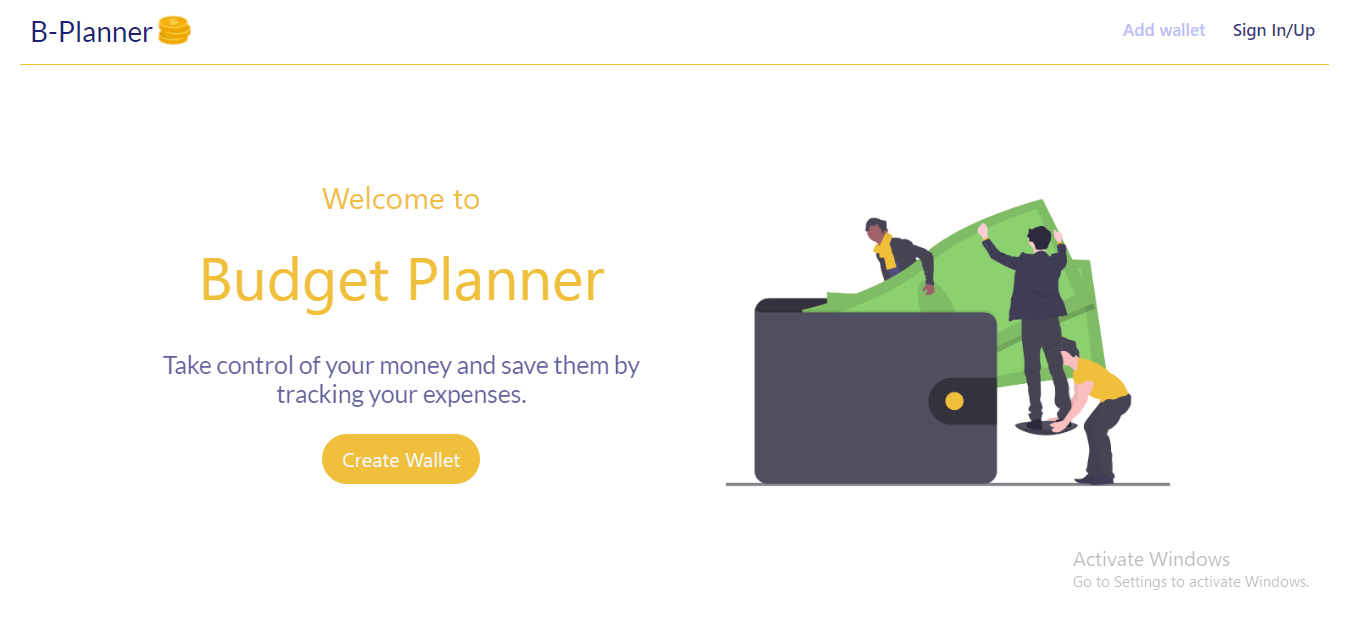 B-Planner
Add wallet
Sign In/Up
Welcome to
Budget Planner
Take control of your money and save them by
tracking your expenses.
Create Wallet
Activate Windows
Go to Settings to activate Windows.